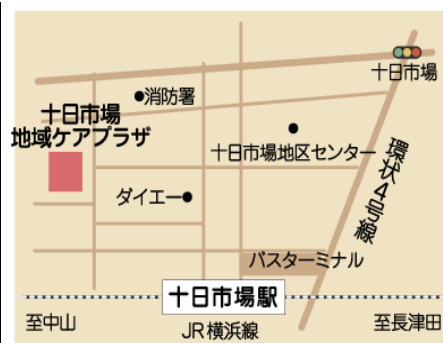 十日市場
消防署
十日市場
地域ケアプラザ
十日市場地区センター
環状4号線
ダイエー
バスターミナル
十日市場駅
至中山
JR横浜線
至長津田